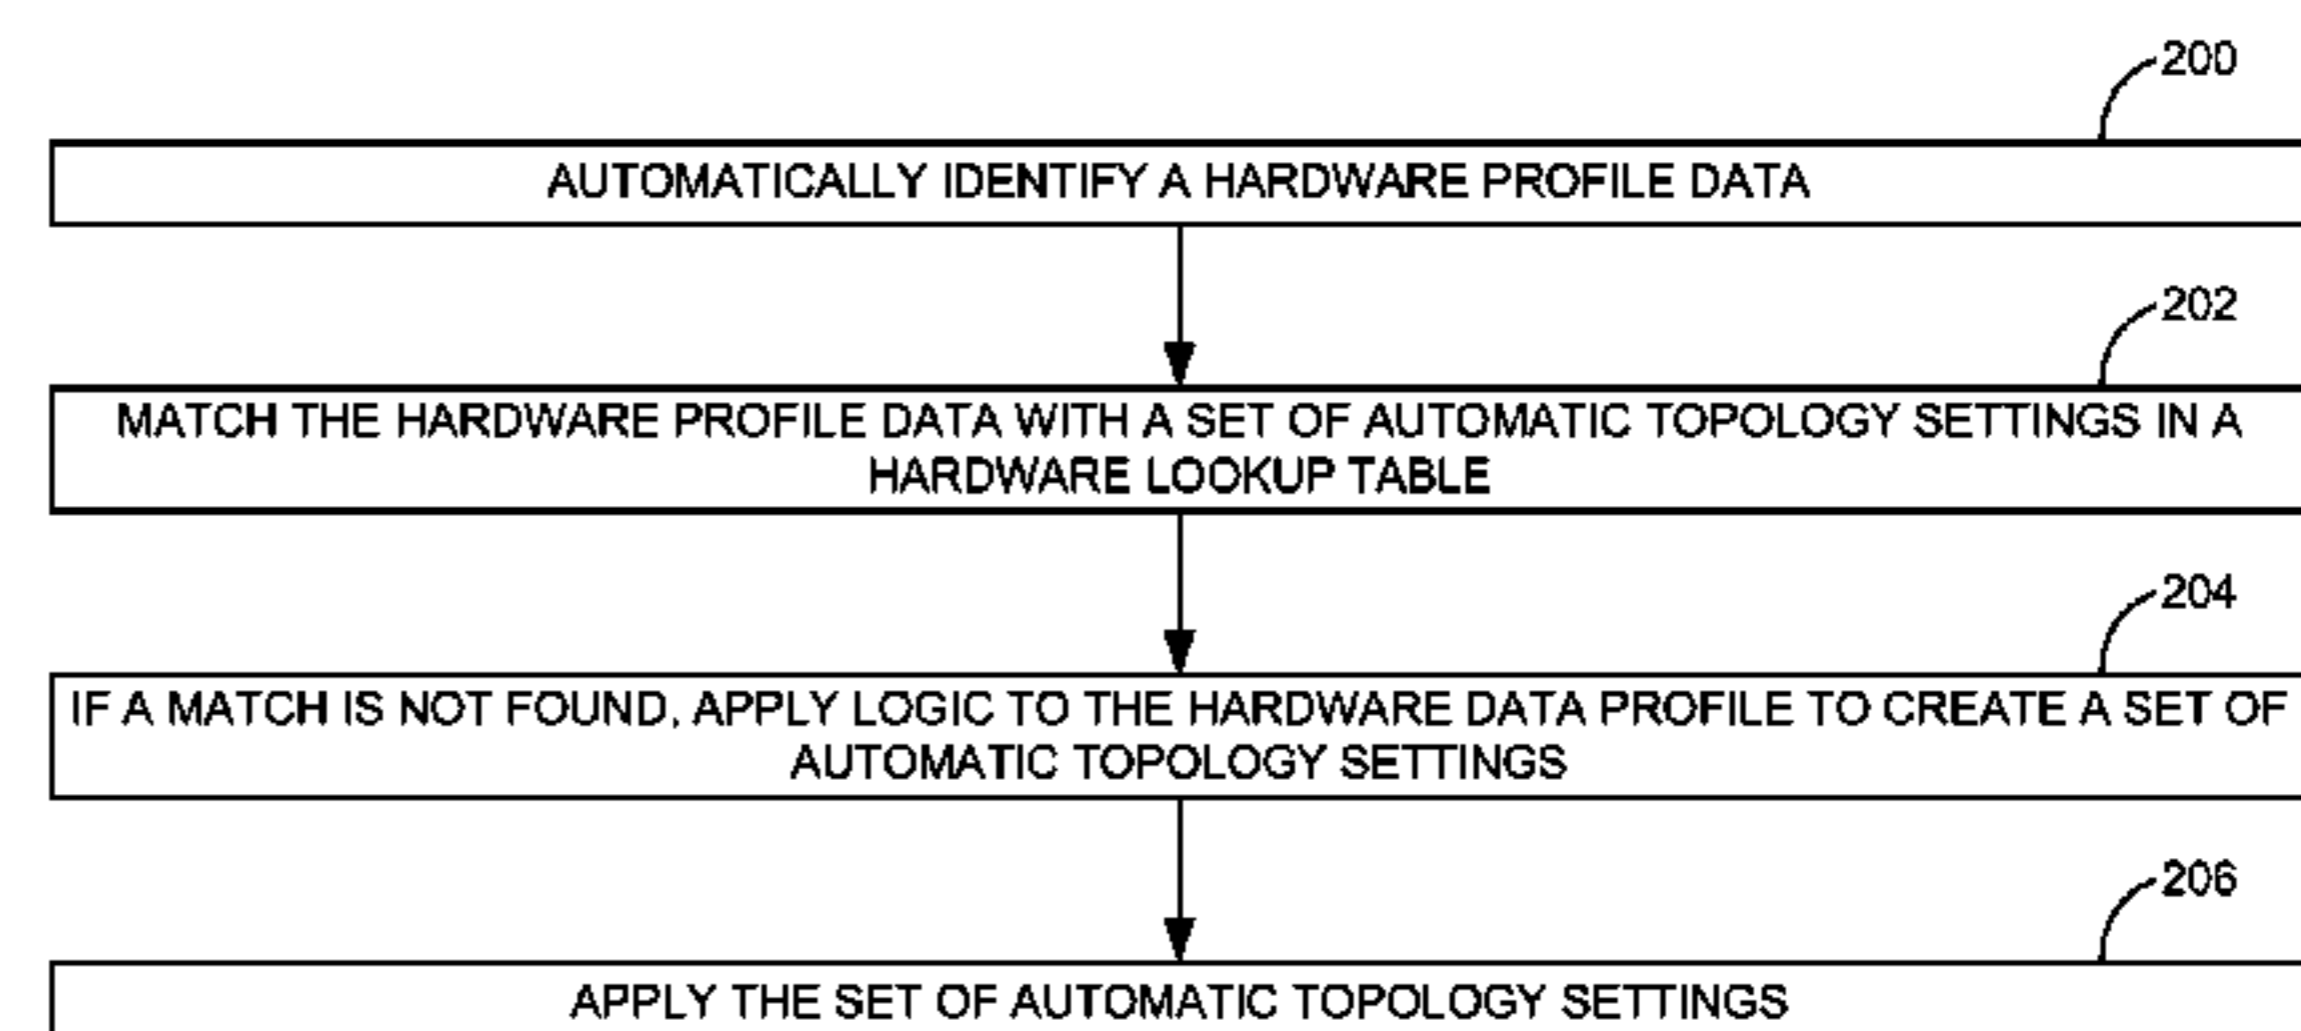 200
AUTOMATICALLY IDENTIFY A HARDWARE PROFILE DATA
202
MATCH THE HARDWARE PROFILE DATA WITH A SET OF AUTOMATIC TOPOLOGY SETTINGS IN A
HARDWARE LOOKUP TABLE
204
IF A MATCH IS NOT FOUND, APPLY LOGIC TO THE HARDWARE DATA PROFILE TO CREATE A SET OF
AUTOMATIC TOPOLOGY SETTINGS
206
APPLY THE SET OF AUTOMATIC TOPOLOGY SETTINGS